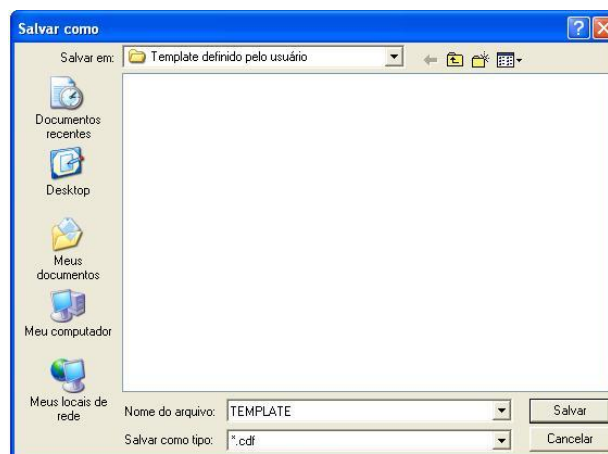 Salvar como
Salvar em: Template definido pelo usuário
Documentos
recentes
Desktop
Meus
documentos
Meu computador
Meus locais de
rede
Nome do arquivo: TEMPLATE Salvar
Salvar como tipo: *.cdf Cancelar